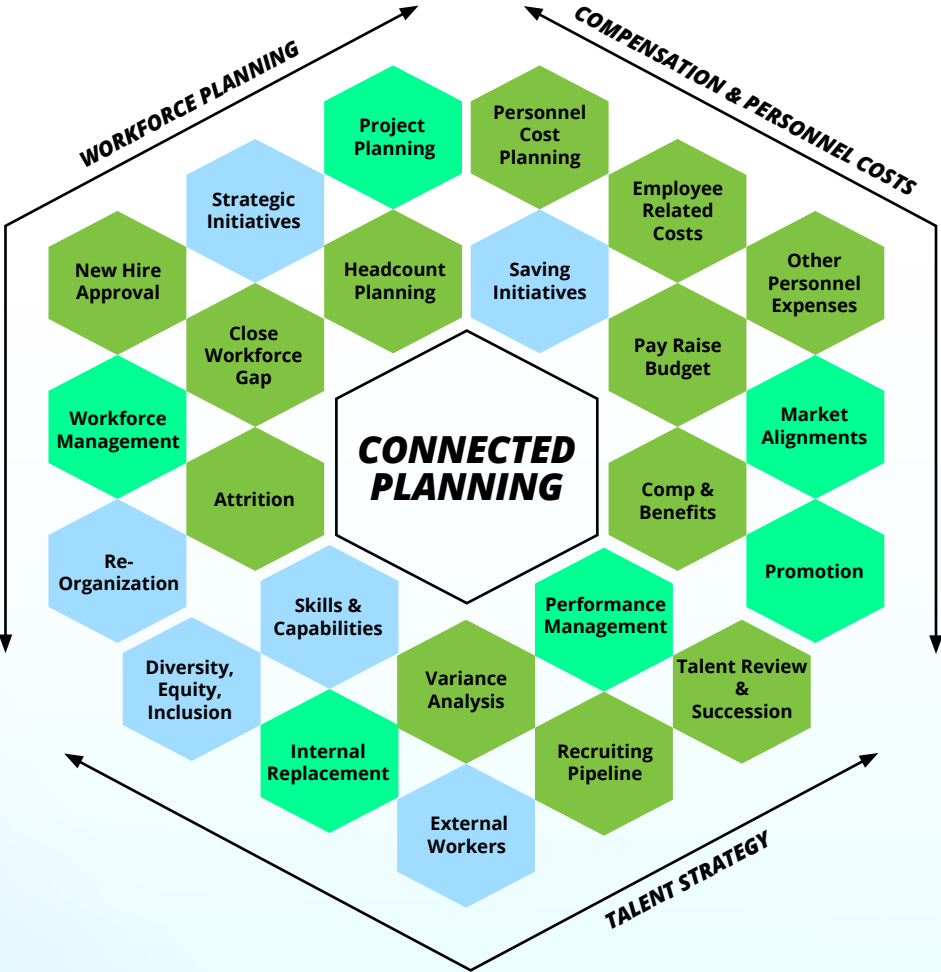 WORKFORCE PLANNING
COMPENSATION & PERSONNEL COSTS
Project
Planning
Personnel
Cost
Planning
Strategic
Initiatives
Employee
Related
Costs
New Hire
Approval
Headcount
Planning
Saving
Initiatives
Other
Personnel
Expenses
Close
Workforce
Gap
Pay Raise
Budget
Workforce
Management
Market
Alignments
CONNECTED
PLANNING
Attrition
Comp &
Benefits
Re-
Organization
Promotion
Skills &
Capabilities
Performance
Management
Diversity,
Equity,
Inclusion
Variance
Analysis
Talent Review
&
Succession
Internal
Replacement
Recruiting
Pipeline
External
Workers
TALENT STRATEGY